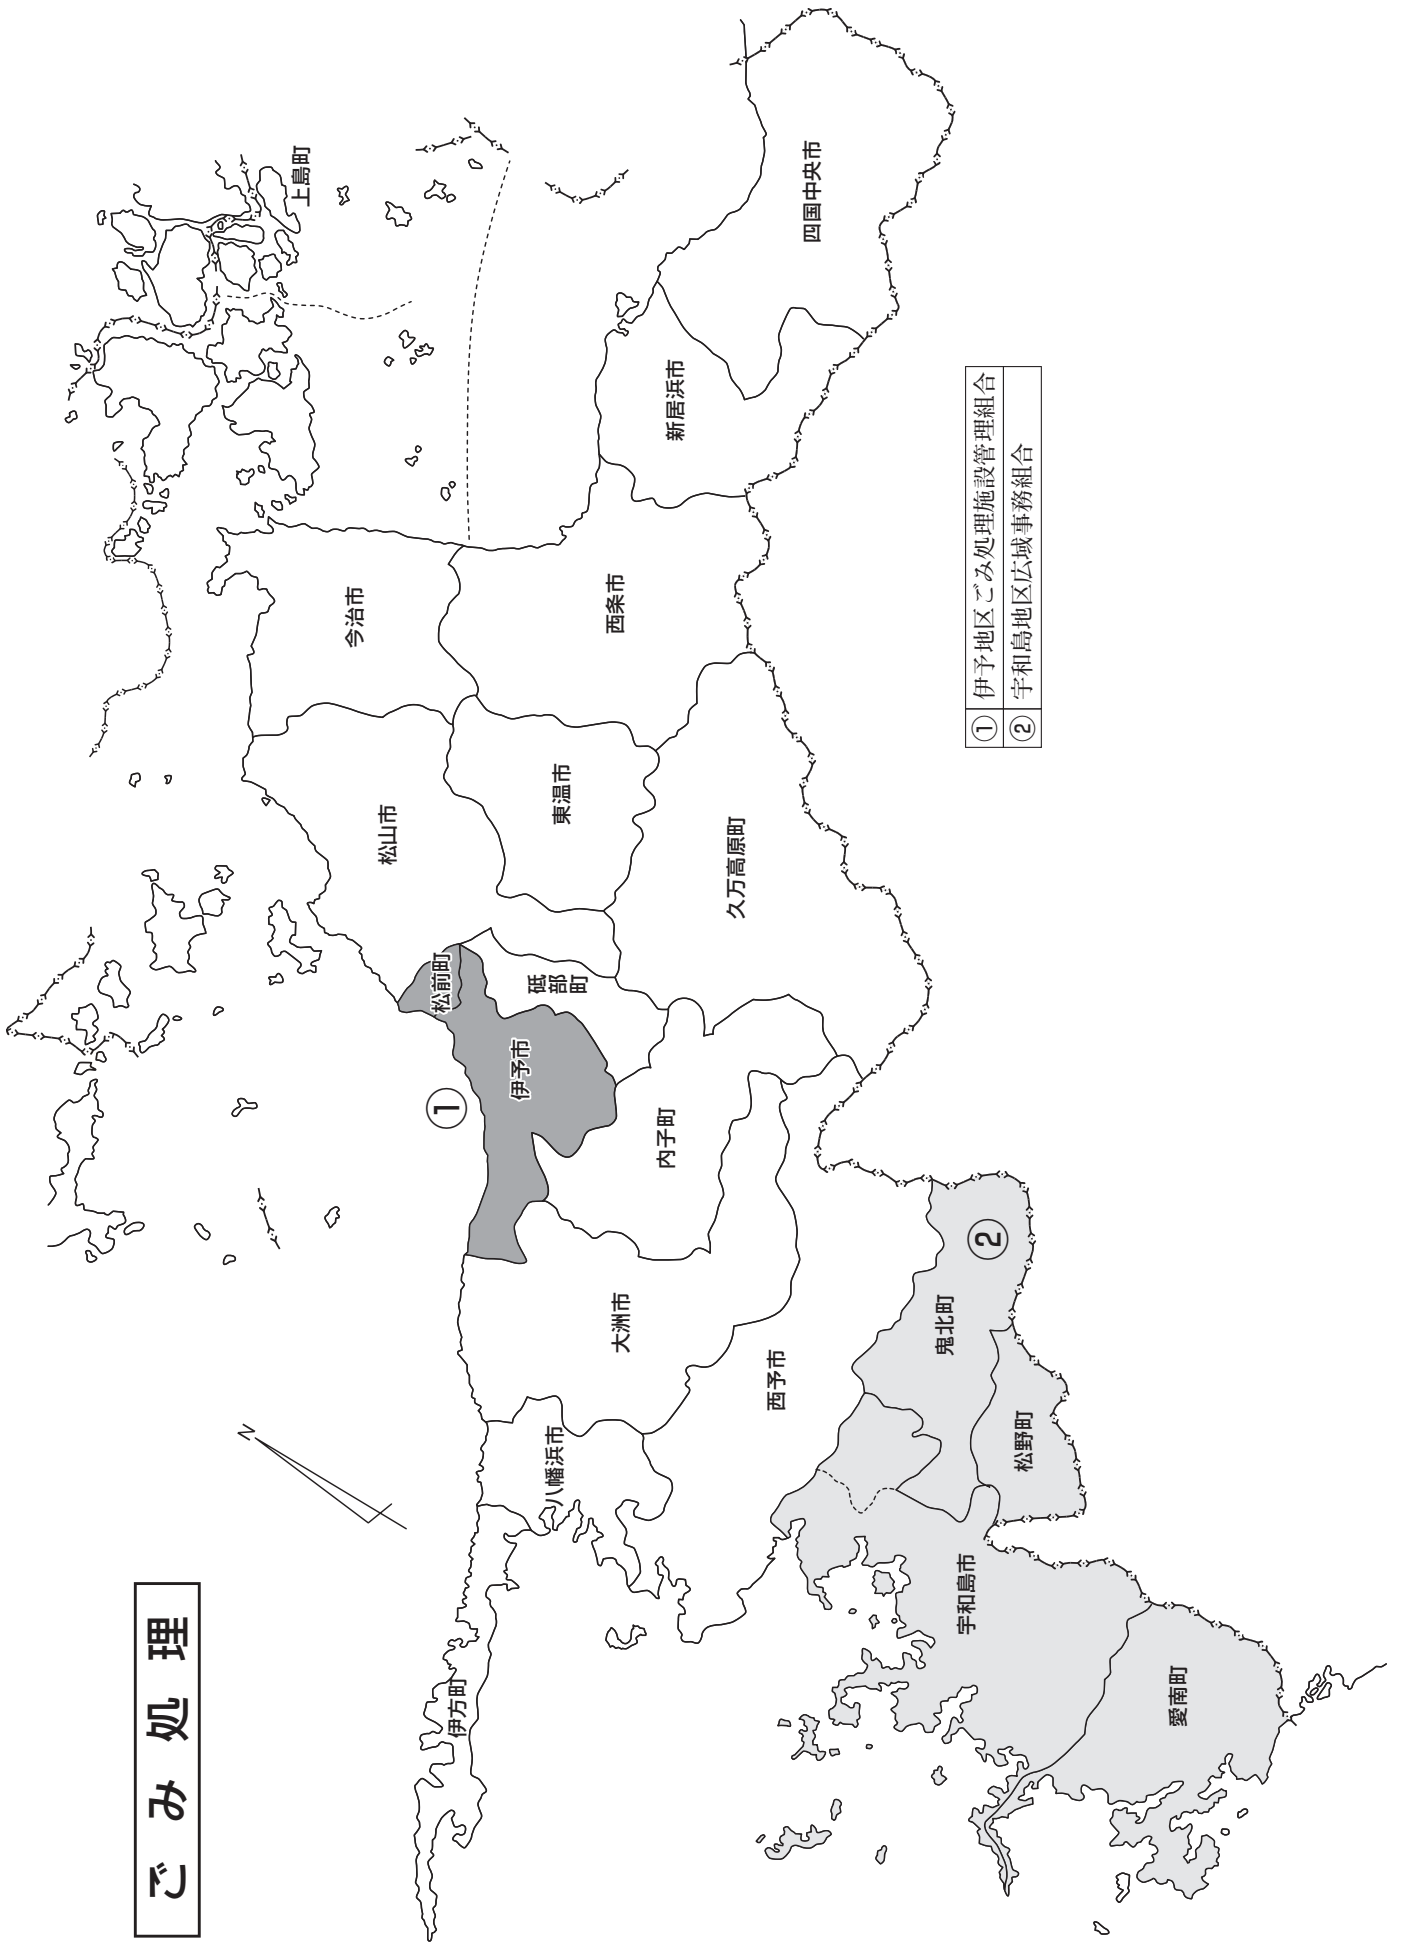 ごみ処理
N
上島町
四国中央市
新居浜市
今治市
西条市
松山市
東温市
久万高原町
松前町
砥部町
①
伊予市
内子町
大洲市
西予市
八幡浜市
伊方町
②
鬼北町
松野町
宇和島市
愛南町
① 伊予地区ごみ処理施設管理組合
② 宇和島地区広域事務組合